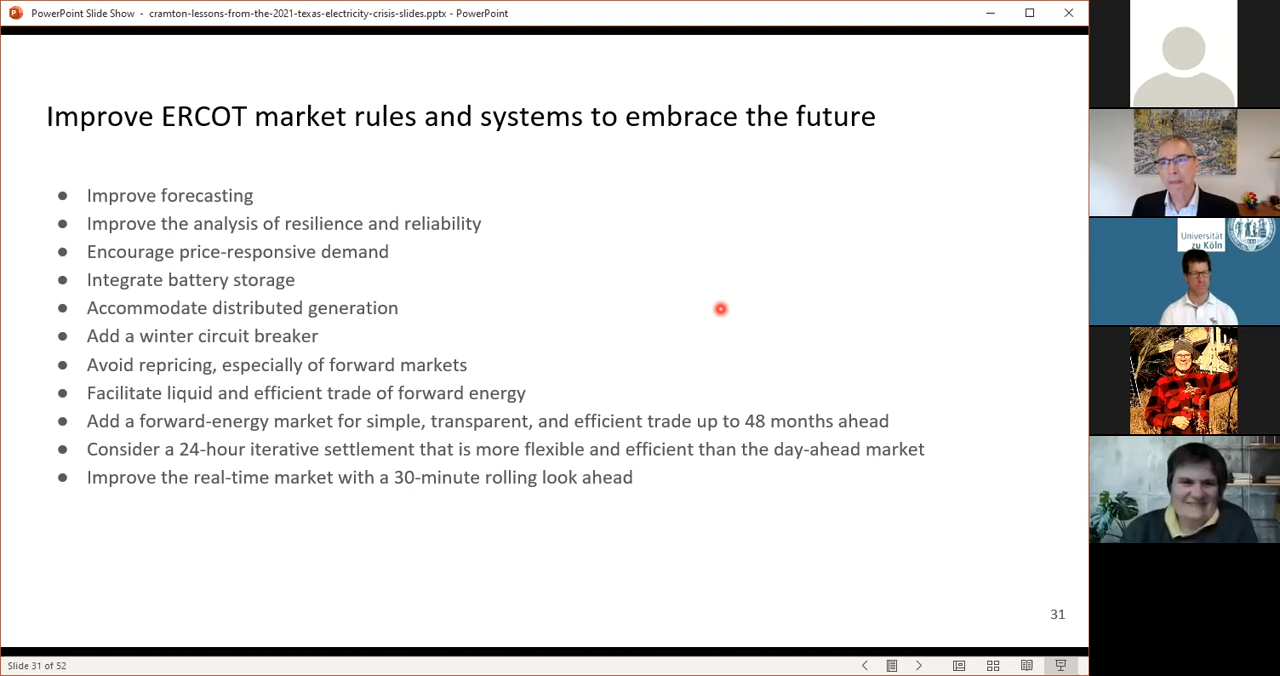 PowerPoint Slide Show - cramton-lessons-from-the-2021-texas-electricity-crisis-slides.pptx - PowerPoint
Improve ERCOT market rules and systems to embrace the future
● Improve forecasting
● Improve the analysis of resilience and reliability
● Encourage price-responsive demand
● Integrate battery storage
● Accommodate distributed generation
● Add a winter circuit breaker
● Avoid repricing, especially of forward markets
● Facilitate liquid and efficient trade of forward energy
● Add a forward-energy market for simple, transparent, and efficient trade up to 48 months ahead
● Consider a 24-hour iterative settlement that is more flexible and efficient than the day-ahead market
● Improve the real-time market with a 30-minute rolling look ahead
31
Slide 31 of 52
Universität
zu Köln